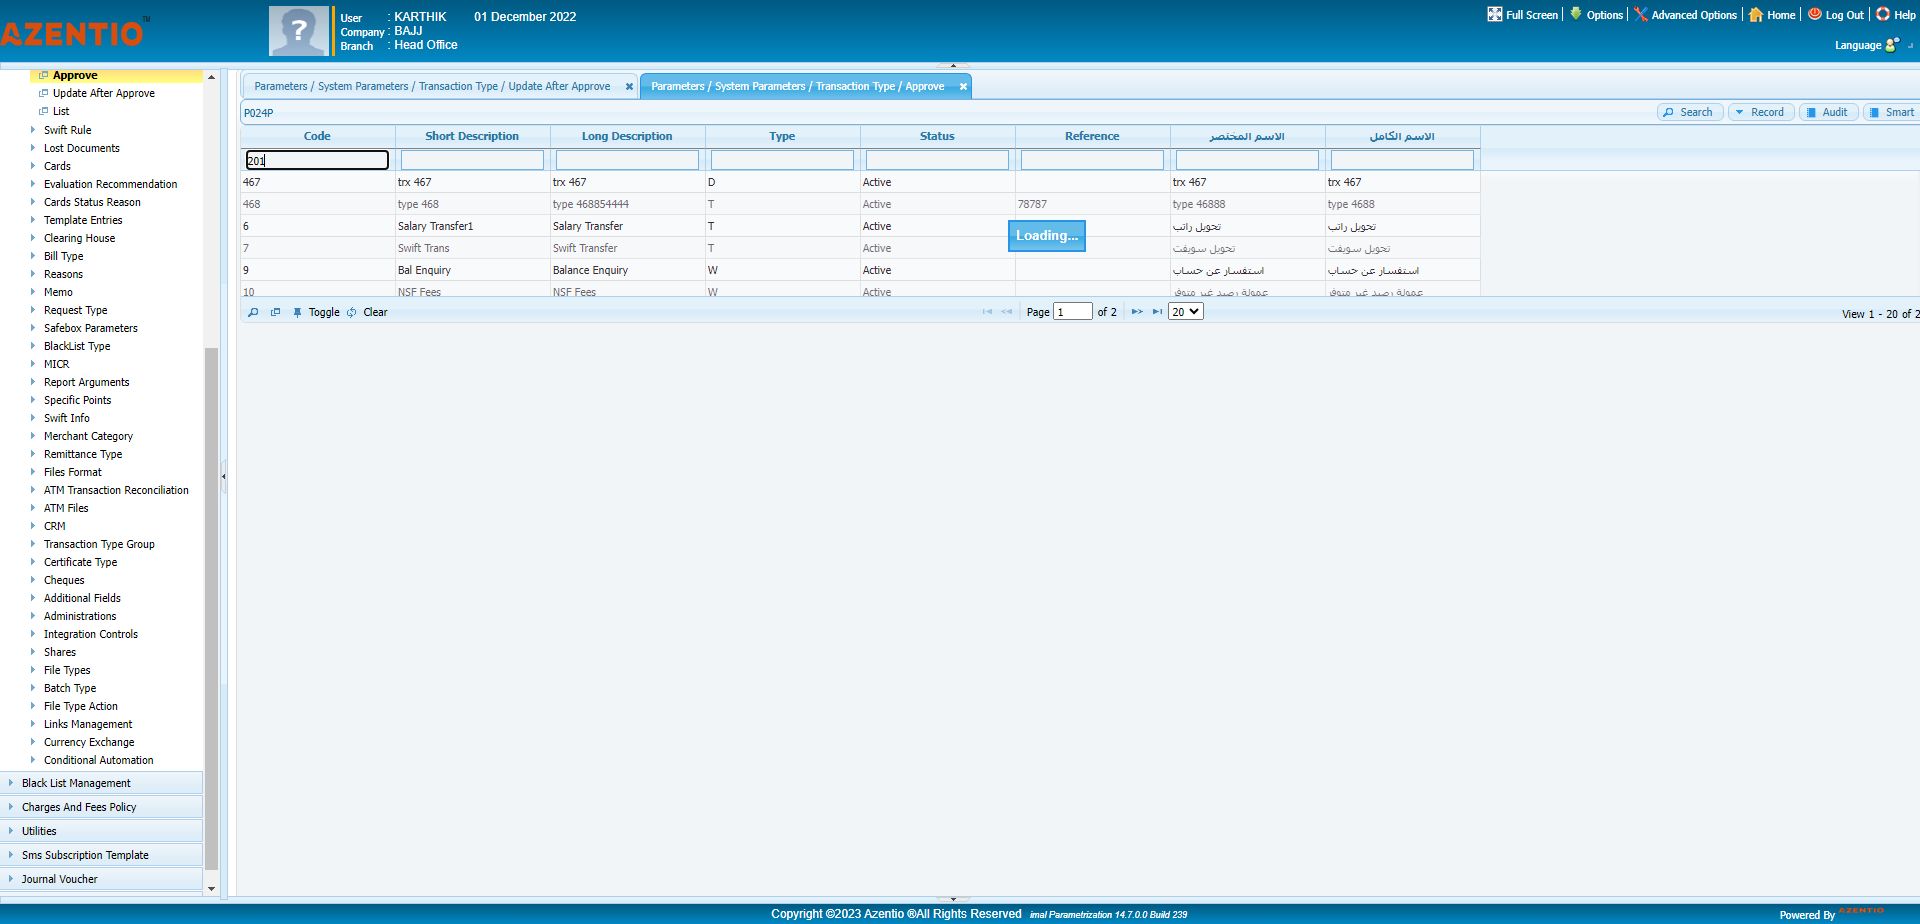 AZENTIO™
User : KARTHIK 01 December 2022
Company : BAJJ
Branch : Head Office
Full Screen Options Advanced Options Home Log Out Help
Language
Approve
Update After Approve
List
Swift Rule
Lost Documents
Cards
Evaluation Recommendation
Cards Status Reason
Template Entries
Clearing House
Bill Type
Reasons
Memo
Request Type
Safebox Parameters
BlackList Type
MICR
Report Arguments
Specific Points
Swift Info
Merchant Category
Remittance Type
Files Format
ATM Transaction Reconciliation
ATM Files
CRM
Transaction Type Group
Certificate Type
Cheques
Additional Fields
Administrations
Integration Controls
Shares
File Types
Batch Type
File Type Action
Links Management
Currency Exchange
Conditional Automation
Black List Management
Charges And Fees Policy
Utilities
Sms Subscription Template
Journal Voucher
Parameters / System Parameters / Transaction Type / Update After Approve
Parameters / System Parameters / Transaction Type / Approve
P024P
Search Record Audit Smart
Code Short Description Long Description Type Status Reference الاسم المختصر الاسم الكامل
201
467 trx 467 trx 467 D Active trx 467 trx 467
468 type 468 type 468854444 T Active 78787 type 46888 type 4688
6 Salary Transfer1 Salary Transfer T Active تحويل راتب تحويل راتب
7 Swift Trans Swift Transfer T Active تحويل سويفت تحويل سويفت
9 Bal Enquiry Balance Enquiry W Active استفسار عن حساب استفسار عن حساب
10 NSF Fees NSF Fees W Active عمولة رصيد غير متوفر عمولة رصيد غير متوفر
Loading...
Toggle Clear
Page 1 of 2 20
View 1 - 20 of 2
Copyright ©2023 Azentio ®All Rights Reserved imal Parametrization 14.7.0.0 Build 239
Powered By AZENTIO